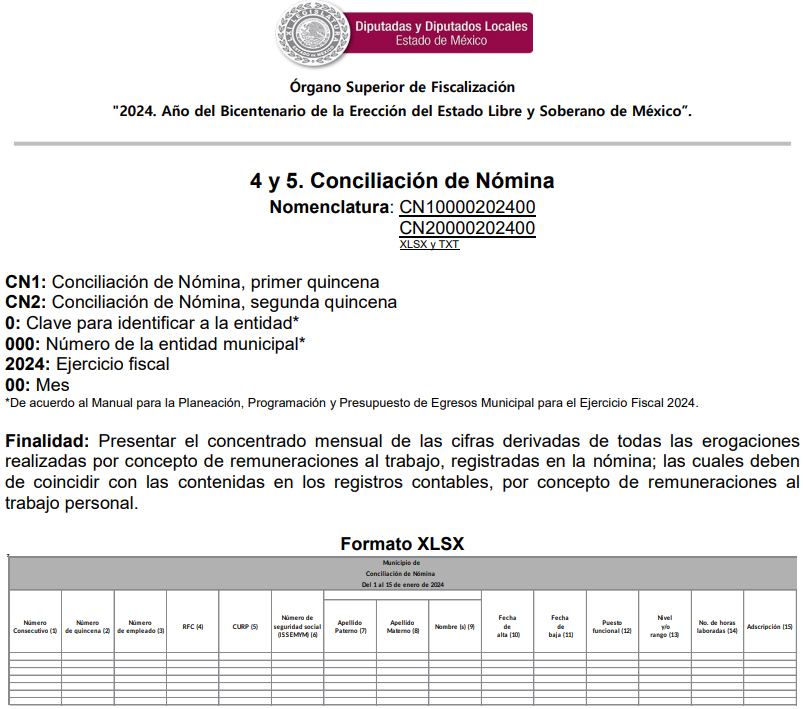 Diputadas y Diputados Locales
Estado de México
Órgano Superior de Fiscalización
"2024. Año del Bicentenario de la Erección del Estado Libre y Soberano de México”.
4 y 5. Conciliación de Nómina
Nomenclatura: CN10000202400
CN20000202400
XLSX y TXT
CN1: Conciliación de Nómina, primer quincena
CN2: Conciliación de Nómina, segunda quincena
0: Clave para identificar a la entidad*
000: Número de la entidad municipal*
2024: Ejercicio fiscal
00: Mes
*De acuerdo al Manual para la Planeación, Programación y Presupuesto de Egresos Municipal para el Ejercicio Fiscal 2024.
Finalidad: Presentar el concentrado mensual de las cifras derivadas de todas las erogaciones
realizadas por concepto de remuneraciones al trabajo, registradas en la nómina; las cuales deben
de coincidir con las contenidas en los registros contables, por concepto de remuneraciones al
trabajo personal.
Formato XLSX
Municipio de
Conciliación de Nómina
Del 1 al 15 de enero de 2024
Número Consecutivo (1)
Número de quincena (2)
Número de empleado (3)
RFC (4)
CURP (5)
Número de seguridad social (ISSEMYM) (6)
Apellido Paterno (7)
Apellido Materno (8)
Nombre (s) (9)
Fecha de alta (10)
Fecha de baja (11)
Puesto funcional (12)
Nivel y/o rango (13)
No. de horas laboradas (14)
Adscripción (15)